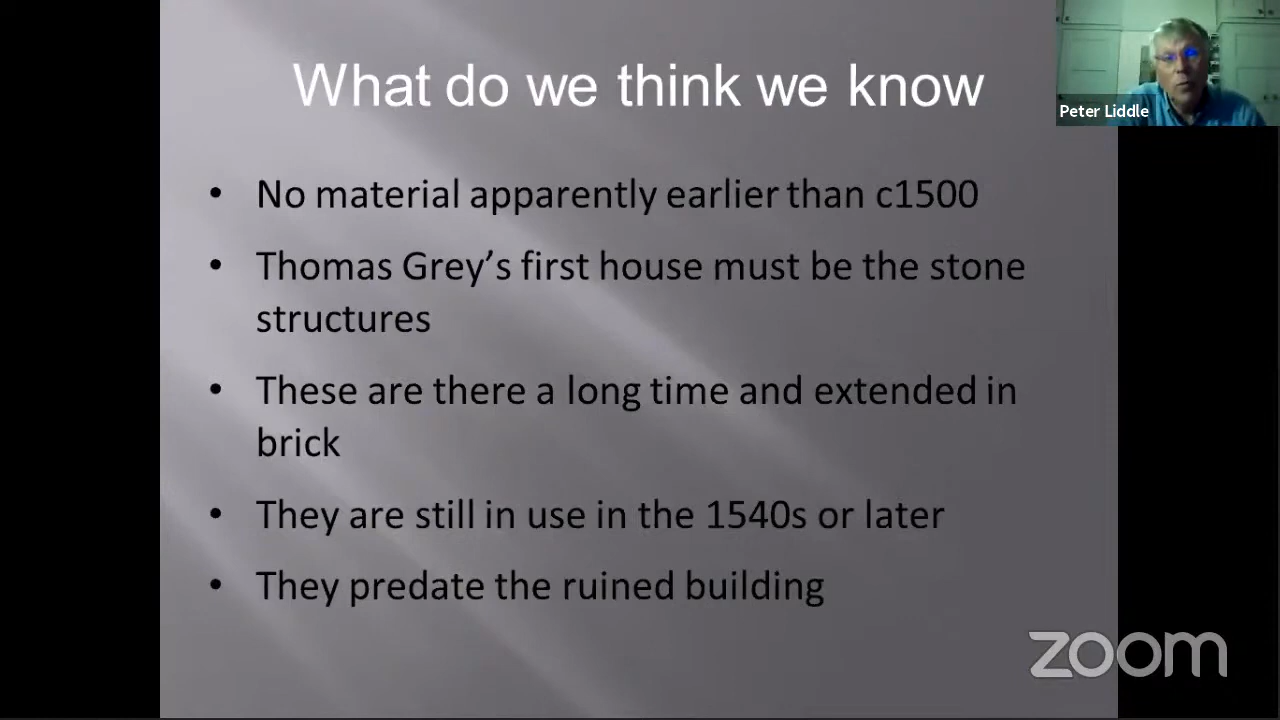 What do we think we know
Peter Liddle
• No material apparently earlier than c1500
• Thomas Grey’s first house must be the stone
structures
• These are there a long time and extended in
brick
• They are still in use in the 1540s or later
• They predate the ruined building
zoom